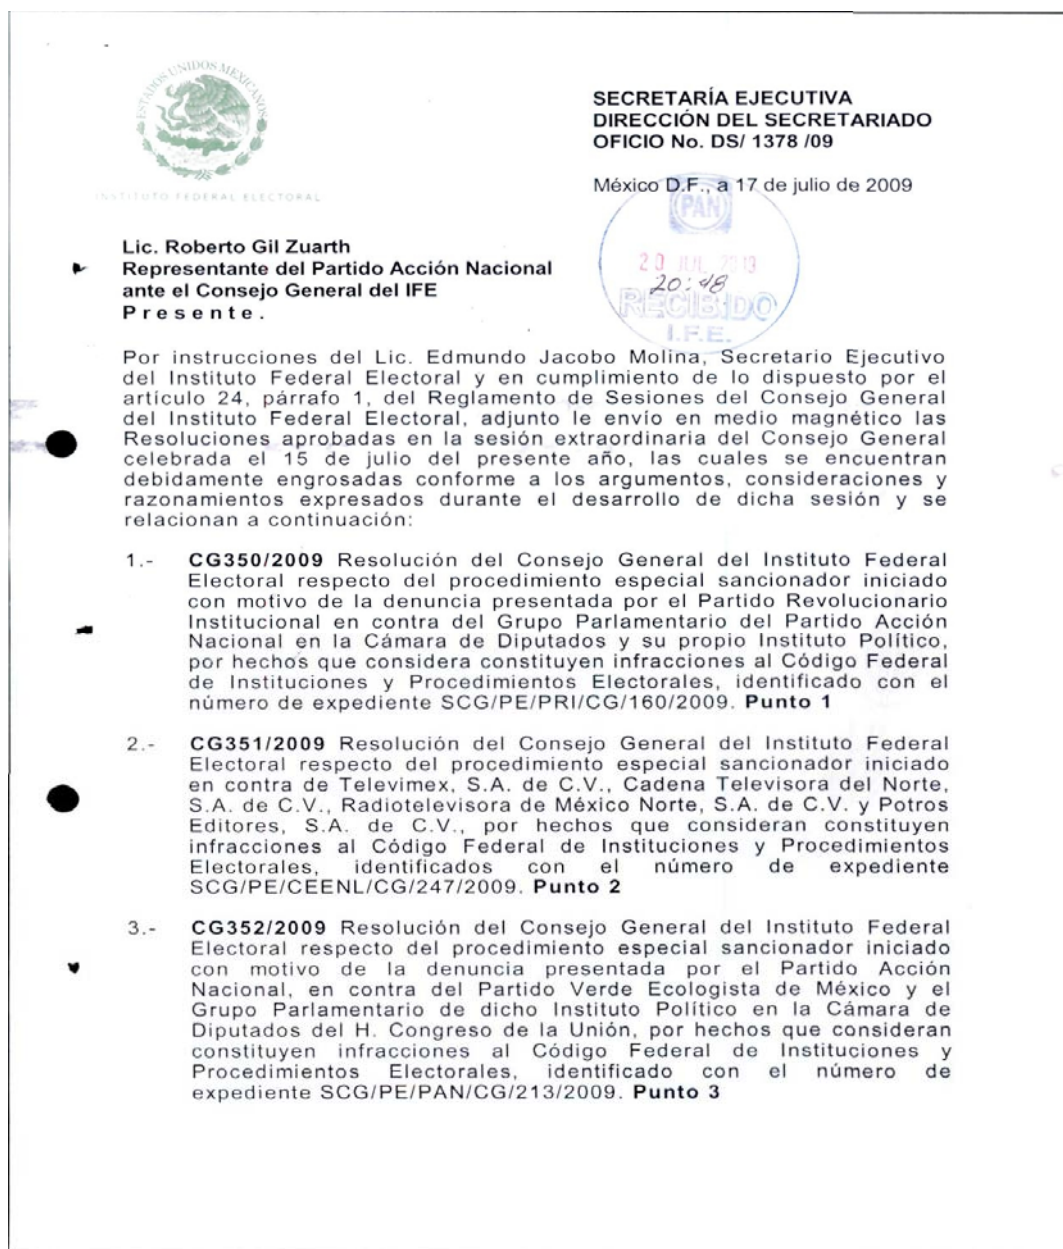 ESTADOS UNIDOS MEXICANOS
INSTITUTO FEDERAL ELECTORAL
SECRETARÍA EJECUTIVA
DIRECCIÓN DEL SECRETARIADO
OFICIO No. DS/ 1378 /09
México D.F., a 17 de julio de 2009
PAN
20 JUL
20:48
RECIBIDO
I.F.E.
Lic. Roberto Gil Zuarth
Representante del Partido Acción Nacional
ante el Consejo General del IFE
P r e s e n t e .
Por instrucciones del Lic. Edmundo Jacobo Molina, Secretario Ejecutivo
del Instituto Federal Electoral y en cumplimiento de lo dispuesto por el
artículo 24, párrafo 1, del Reglamento de Sesiones del Consejo General
del Instituto Federal Electoral, adjunto le envío en medio magnético las
Resoluciones aprobadas en la sesión extraordinaria del Consejo General
celebrada el 15 de julio del presente año, las cuales se encuentran
debidamente engrosadas conforme a los argumentos, consideraciones y
razonamientos expresados durante el desarrollo de dicha sesión y se
relacionan a continuación:
1.- CG350/2009 Resolución del Consejo General del Instituto Federal
Electoral respecto del procedimiento especial sancionador iniciado
con motivo de la denuncia presentada por el Partido Revolucionario
Institucional en contra del Grupo Parlamentario del Partido Acción
Nacional en la Cámara de Diputados y su propio Instituto Político,
por hechos que considera constituyen infracciones al Código Federal
de Instituciones y Procedimientos Electorales, identificado con el
número de expediente SCG/PE/PRI/CG/160/2009. Punto 1
2.- CG351/2009 Resolución del Consejo General del Instituto Federal
Electoral respecto del procedimiento especial sancionador iniciado
en contra de Televimex, S.A. de C.V., Cadena Televisora del Norte,
S.A. de C.V., Radiotelevisora de México Norte, S.A. de C.V. y Potros
Editores, S.A. de C.V., por hechos que consideran constituyen
infracciones al Código Federal de Instituciones y Procedimientos
Electorales, identificados con el número de expediente
SCG/PE/CEENL/CG/247/2009. Punto 2
3.- CG352/2009 Resolución del Consejo General del Instituto Federal
Electoral respecto del procedimiento especial sancionador iniciado
con motivo de la denuncia presentada por el Partido Acción
Nacional, en contra del Partido Verde Ecologista de México y el
Grupo Parlamentario de dicho Instituto Político en la Cámara de
Diputados del H. Congreso de la Unión, por hechos que consideran
constituyen infracciones al Código Federal de Instituciones y
Procedimientos Electorales, identificado con el número de
expediente SCG/PE/PAN/CG/213/2009. Punto 3